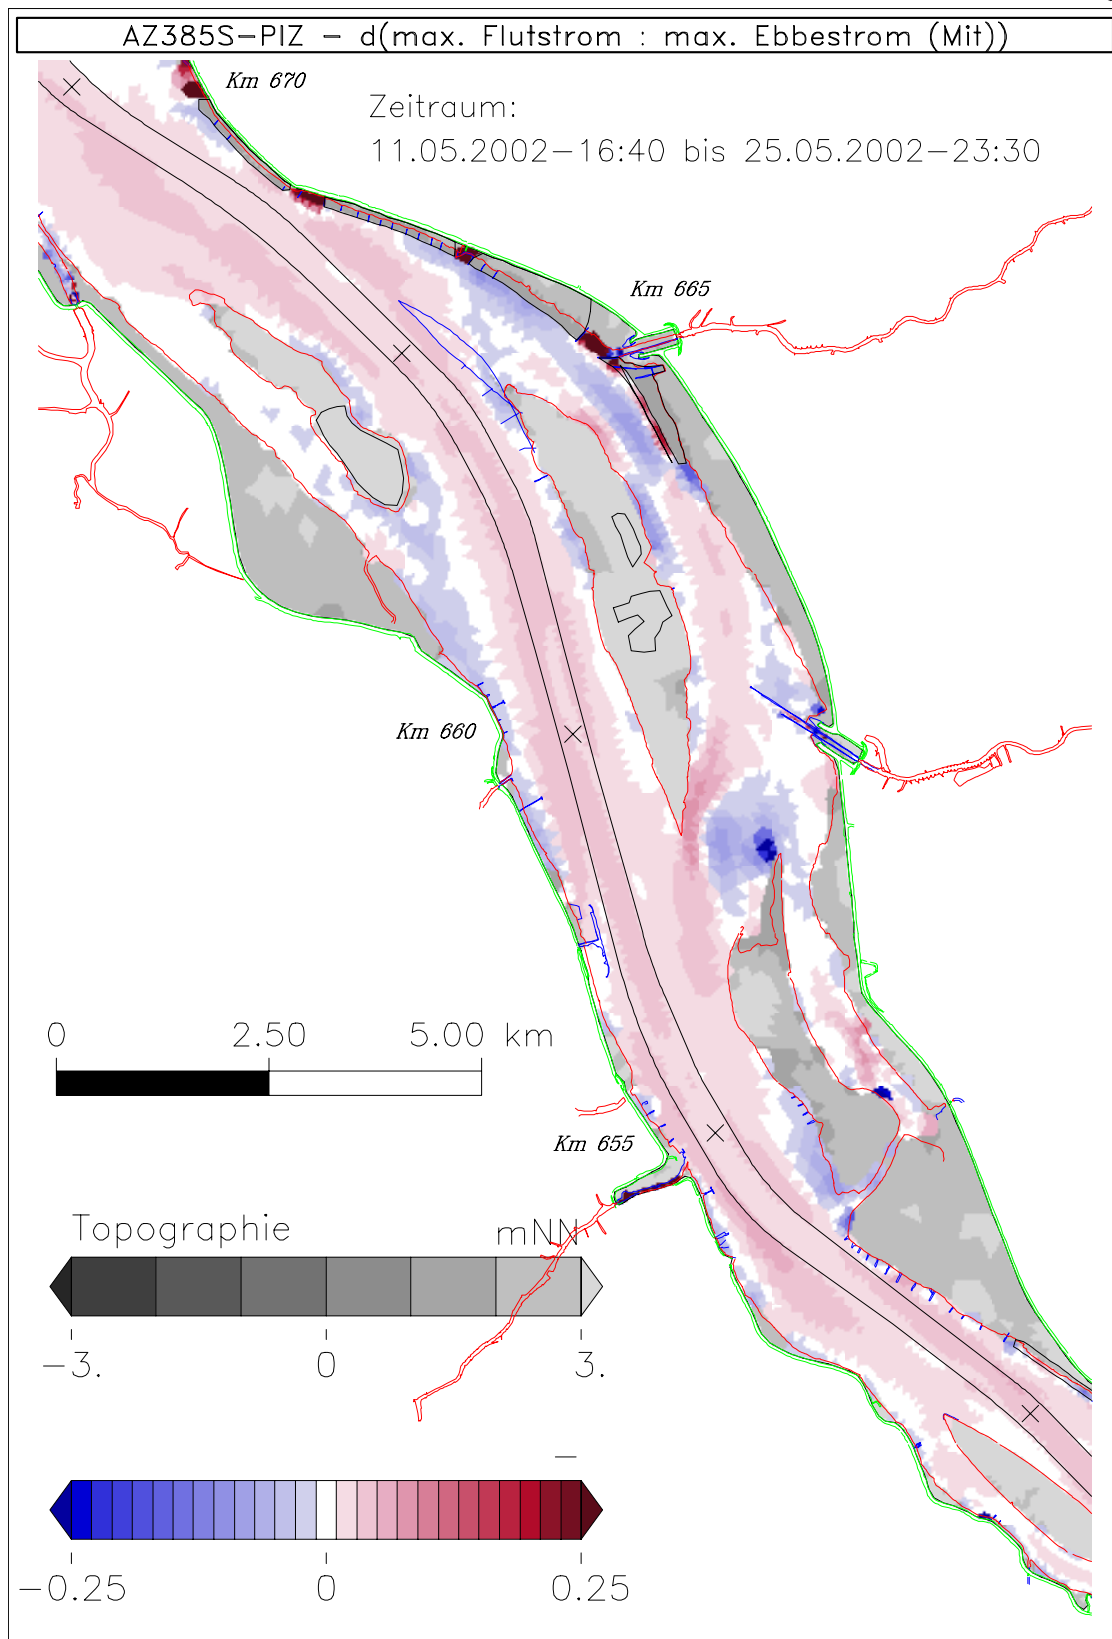 AZ385S-PIZ - d(max. Flutstrom : max. Ebbestrom (Mit))
Km 670
Zeitraum:
11.05.2002-16:40 bis 25.05.2002-23:30
Km 665
Km 660
0 2.50 5.00 km
Km 655
Topographie mNN
-3. 0 3.
-
-0.25 0 0.25